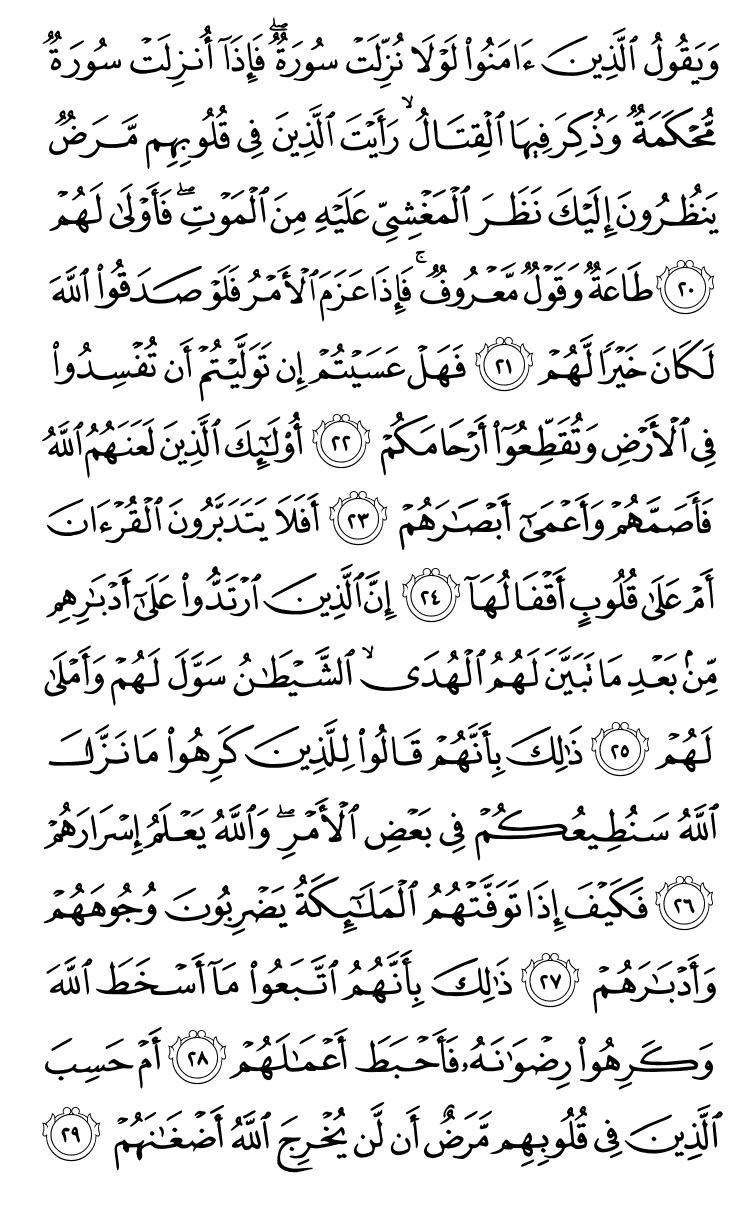 وَيَقُولُ ٱلَّذِينَ ءَامَنُوا۟ لَوْلَا نُزِّلَتْ سُورَةٌ ۖ فَإِذَآ أُنزِلَتْ سُورَةٌ
مُّحْكَمَةٌ وَذُكِرَ فِيهَا ٱلْقِتَالُ ۙ رَأَيْتَ ٱلَّذِينَ فِى قُلُوبِهِم مَّرَضٌ
يَنظُرُونَ إِلَيْكَ نَظَرَ ٱلْمَغْشِىِّ عَلَيْهِ مِنَ ٱلْمَوْتِ ۖ فَأَوْلَىٰ لَهُمْ
﴿٢٠﴾ طَاعَةٌ وَقَوْلٌ مَّعْرُوفٌ ۚ فَإِذَا عَزَمَ ٱلْأَمْرُ فَلَوْ صَدَقُوا۟ ٱللَّهَ
لَكَانَ خَيْرًا لَّهُمْ ﴿٢١﴾ فَهَلْ عَسَيْتُمْ إِن تَوَلَّيْتُمْ أَن تُفْسِدُوا۟
فِى ٱلْأَرْضِ وَتُقَطِّعُوٓا۟ أَرْحَامَكُمْ ﴿٢٢﴾ أُو۟لَـٰٓئِكَ ٱلَّذِينَ لَعَنَهُمُ ٱللَّهُ
فَأَصَمَّهُمْ وَأَعْمَىٰٓ أَبْصَـٰرَهُمْ ﴿٢٣﴾ أَفَلَا يَتَدَبَّرُونَ ٱلْقُرْءَانَ
أَمْ عَلَىٰ قُلُوبٍ أَقْفَالُهَآ ﴿٢٤﴾ إِنَّ ٱلَّذِينَ ٱرْتَدُّوا۟ عَلَىٰٓ أَدْبَـٰرِهِم
مِّنۢ بَعْدِ مَا تَبَيَّنَ لَهُمُ ٱلْهُدَى ۙ ٱلشَّيْطَـٰنُ سَوَّلَ لَهُمْ وَأَمْلَىٰ
لَهُمْ ﴿٢٥﴾ ذَٰلِكَ بِأَنَّهُمْ قَالُوا۟ لِلَّذِينَ كَرِهُوا۟ مَا نَزَّلَ
ٱللَّهُ سَنُطِيعُكُمْ فِى بَعْضِ ٱلْأَمْرِ ۖ وَٱللَّهُ يَعْلَمُ إِسْرَارَهُمْ
﴿٢٦﴾ فَكَيْفَ إِذَا تَوَفَّتْهُمُ ٱلْمَلَـٰٓئِكَةُ يَضْرِبُونَ وُجُوهَهُمْ
وَأَدْبَـٰرَهُمْ ﴿٢٧﴾ ذَٰلِكَ بِأَنَّهُمُ ٱتَّبَعُوا۟ مَآ أَسْخَطَ ٱللَّهَ
وَكَرِهُوا۟ رِضْوَٰنَهُۥ فَأَحْبَطَ أَعْمَـٰلَهُمْ ﴿٢٨﴾ أَمْ حَسِبَ
ٱلَّذِينَ فِى قُلُوبِهِم مَّرَضٌ أَن لَّن يُخْرِجَ ٱللَّهُ أَضْغَـٰنَهُمْ ﴿٢٩﴾